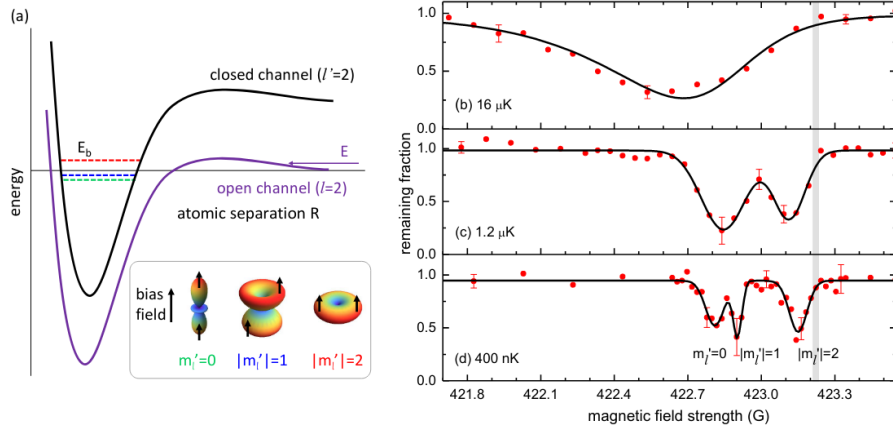 (a)
closed channel (l'=2)
E_b
E
open channel (l=2)
atomic separation R
energy
bias
field
m_l'=0
|m_l'|=1
|m_l'|=2
1.0
0.5
0.0
(b) 16 μK
1.0
0.5
0.0
(c) 1.2 μK
1.0
0.5
0.0
(d) 400 nK
m_l'=0
|m_l'|=1
|m_l'|=2
remaining fraction
421.8
422.1
422.4
422.8
423.0
423.3
magnetic field strength (G)